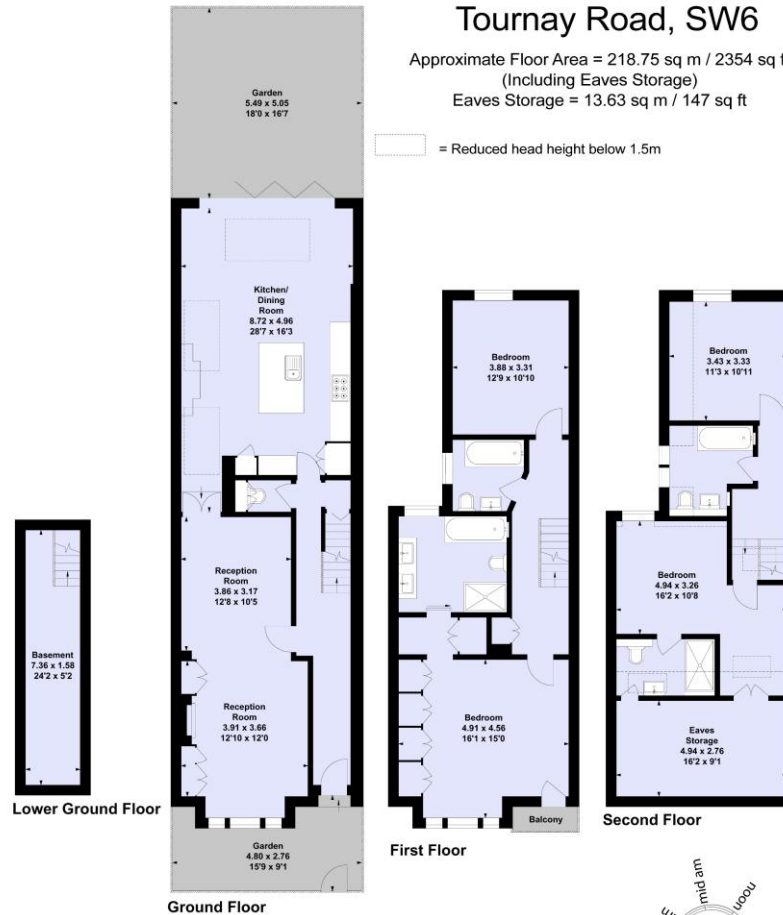 Tournay Road, SW6
Approximate Floor Area = 218.75 sq m / 2354 sq f
(Including Eaves Storage)
Eaves Storage = 13.63 sq m / 147 sq ft
= Reduced head height below 1.5m
Garden
5.49 x 5.05
18'0 x 16'7
Kitchen/
Dining
Room
8.72 x 4.96
28'7 x 16'3
Reception
Room
3.86 x 3.17
12'8 x 10'5
Reception
Room
3.91 x 3.66
12'10 x 12'0
Garden
4.80 x 2.76
15'9 x 9'1
Ground Floor
Basement
7.36 x 1.58
24'2 x 5'2
Lower Ground Floor
Bedroom
3.88 x 3.31
12'9 x 10'10
Bedroom
4.91 x 4.56
16'1 x 15'0
Balcony
First Floor
Bedroom
3.43 x 3.33
11'3 x 10'11
Bedroom
4.94 x 3.26
16'2 x 10'8
Eaves
Storage
4.94 x 2.76
16'2 x 9'1
Second Floor
mid am
noon